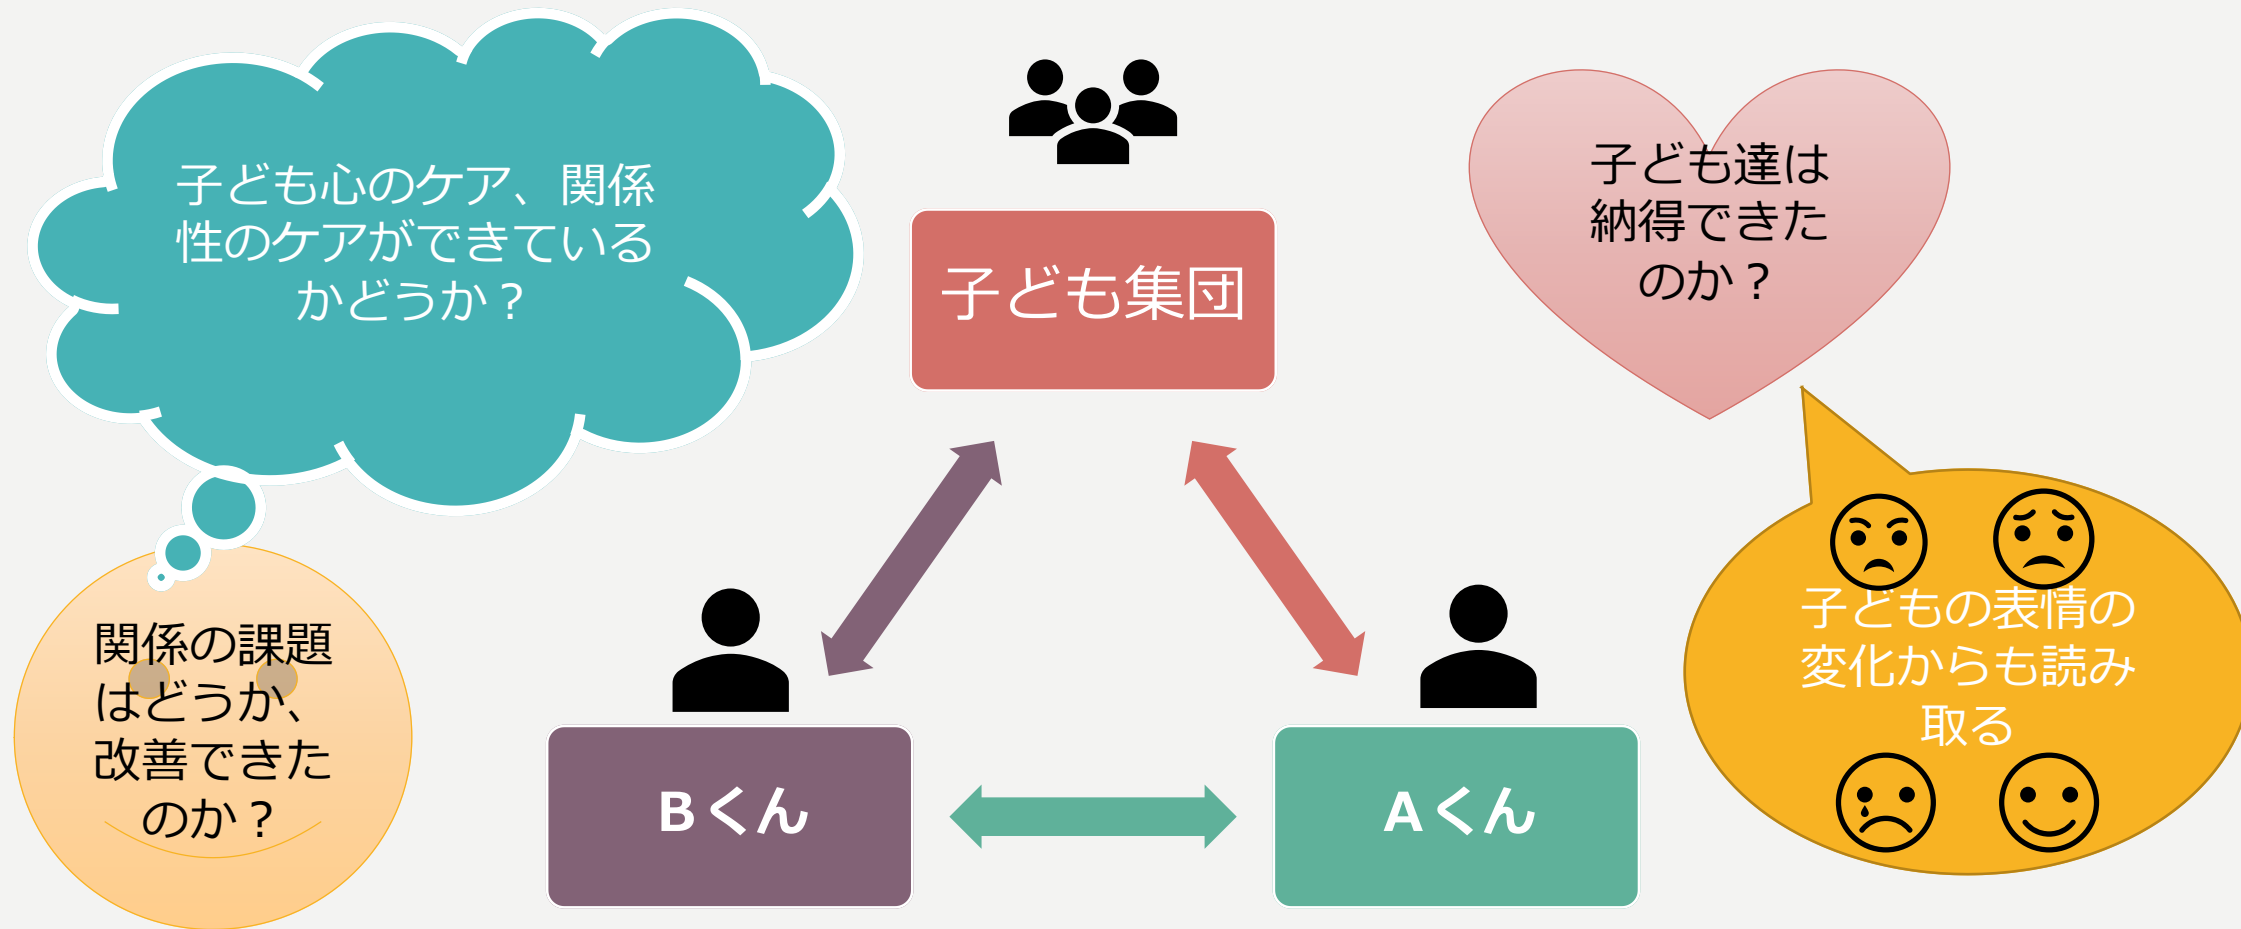 子ども心のケア、関係
性のケアができている
かどうか？
子ども集団
子ども達は
納得できた
のか？
関係の課題
はどうか、
改善できた
のか？
Bくん
Aくん
子どもの表情の
変化からも読み
取る